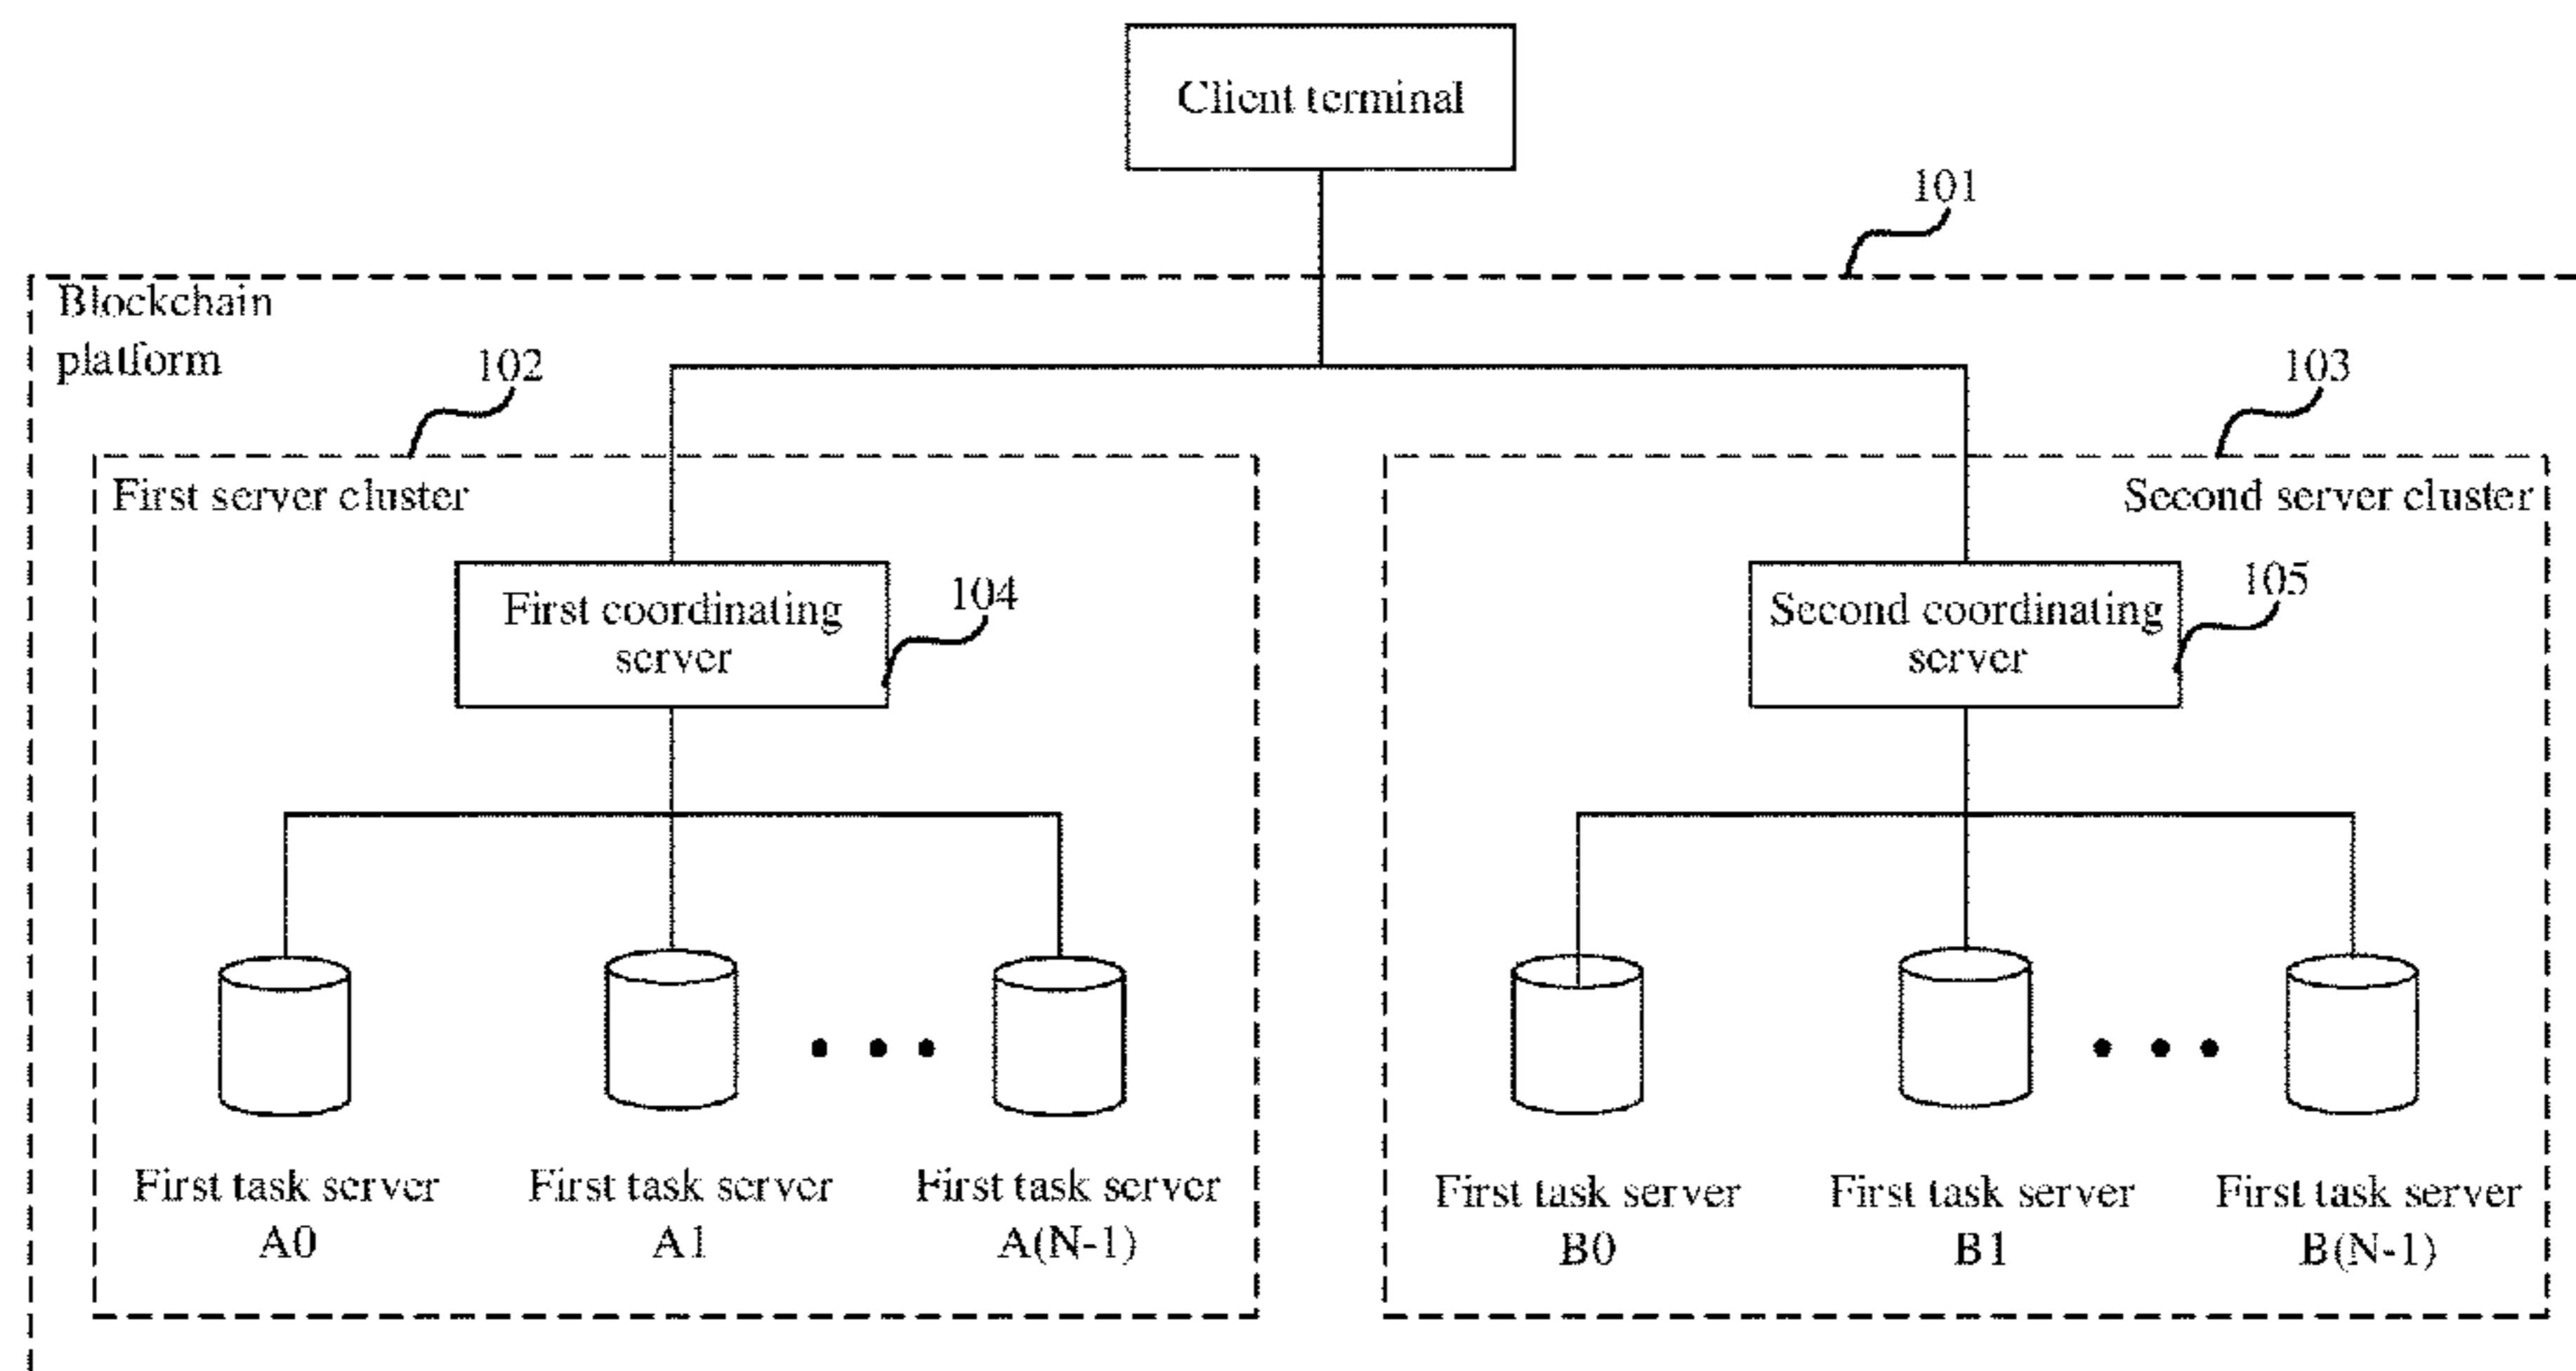 Client terminal
101
Blockchain
platform
102
103
First server cluster
Second server cluster
First coordinating
server
104
Second coordinating
server
105
First task server
A0
First task server
A1
First task server
A(N-1)
First task server
B0
First task server
B1
First task server
B(N-1)